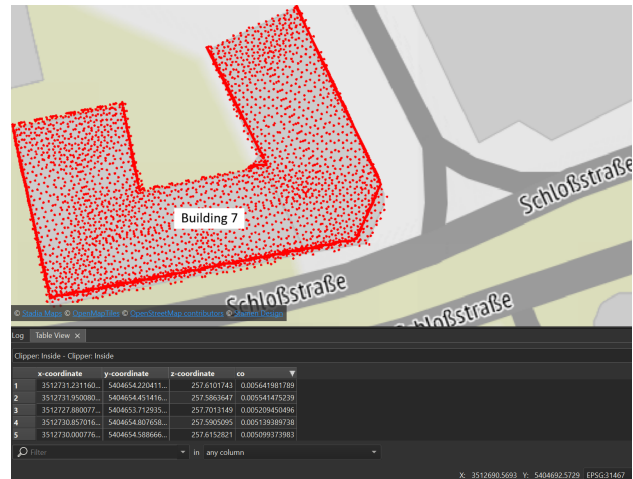 Schloßstraße
Building 7
Schloßstraße
Schloßstraße
© Stadia Maps © OpenMapTiles © OpenStreetMap contributors © Stamen Design
Log Table View ×
Clipper: Inside - Clipper: Inside
x-coordinate y-coordinate z-coordinate co
1 3512731.231160... 5404654.220411... 257.6101743 0.005641981789
2 3512731.950080... 5404654.451416... 257.5863647 0.005541475239
3 3512727.880077... 5404653.712935... 257.7013149 0.005209450496
4 3512730.857016... 5404654.807658... 257.5905095 0.005139389738
5 3512730.000776... 5404654.588666... 257.6152821 0.005099373983
Filter in any column
X: 3512690.5693 Y: 5404692.5729 EPSG:31467